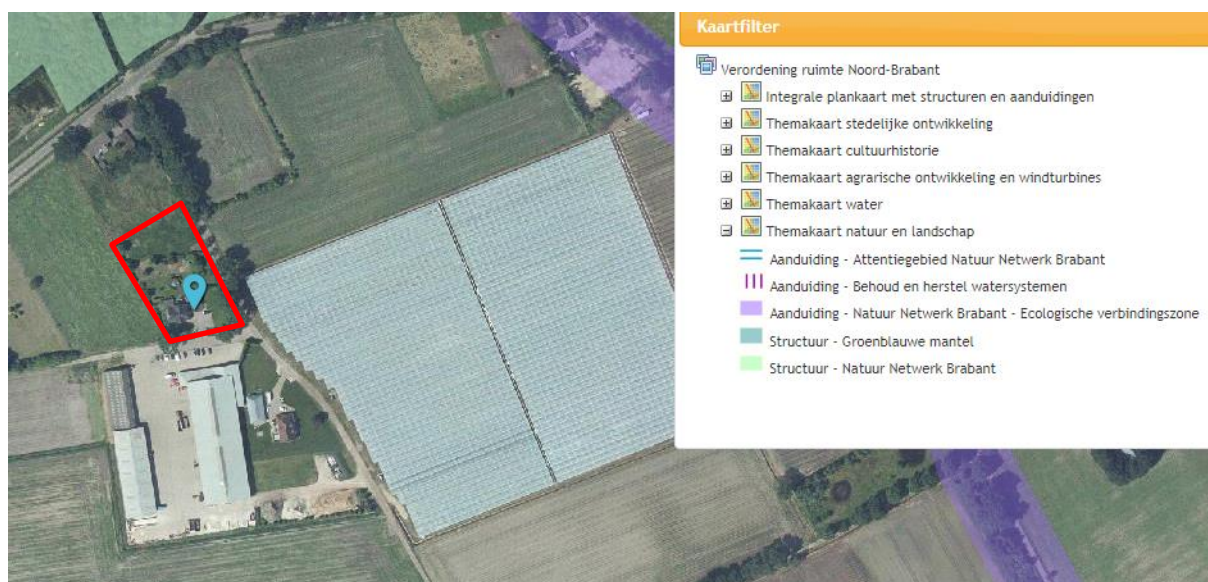 Kaartfilter
Verordening ruimte Noord-Brabant
Integrale plankaart met structuren en aanduidingen
Themakaart stedelijke ontwikkeling
Themakaart cultuurhistorie
Themakaart agrarische ontwikkeling en windturbines
Themakaart water
Themakaart natuur en landschap
Aanduiding - Attentiegebied Natuur Netwerk Brabant
Aanduiding - Behoud en herstel watersystemen
Aanduiding - Natuur Netwerk Brabant - Ecologische verbindingszone
Structuur - Groenblauwe mantel
Structuur - Natuur Netwerk Brabant